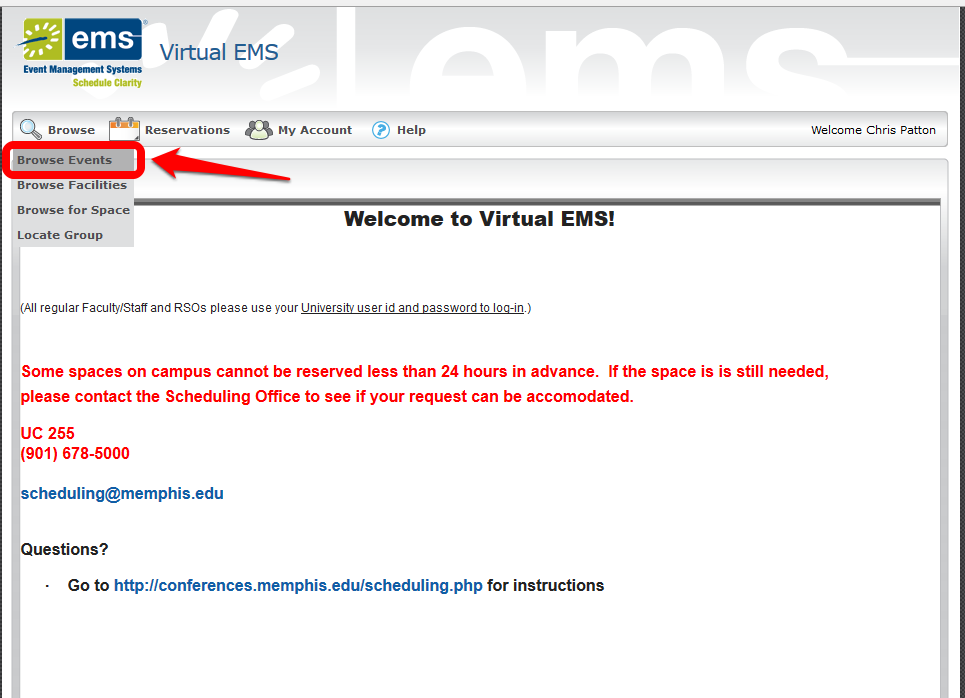 ems
Event Management Systems
Schedule Clarity
Virtual EMS
ems
Browse
Reservations
My Account
Help
Welcome Chris Patton
Browse Events
Browse Facilities
Browse for Space
Locate Group
Welcome to Virtual EMS!
(All regular Faculty/Staff and RSOs please use your University user id and password to log-in.)
Some spaces on campus cannot be reserved less than 24 hours in advance.  If the space is is still needed,
please contact the Scheduling Office to see if your request can be accomodated.
UC 255
(901) 678-5000
scheduling@memphis.edu
Questions?
· Go to http://conferences.memphis.edu/scheduling.php for instructions